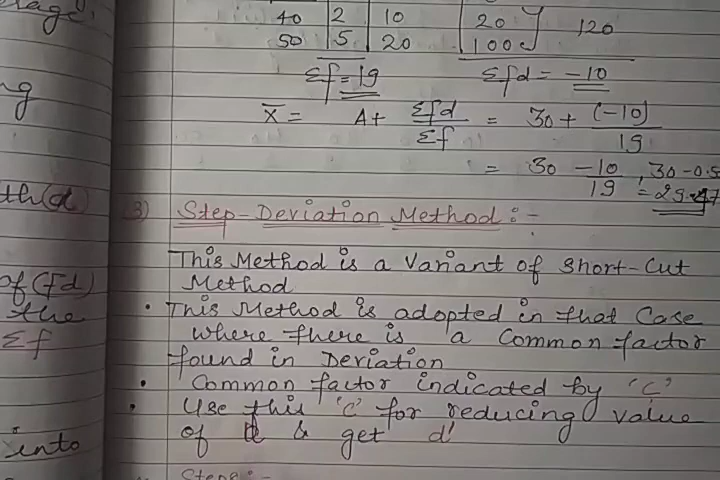 40 2 10 20
50 5 20 100 120
Σf = 19 Σfd = -10
X̄ = A + Σfd/Σf = 30 + (-10)/19
= 30 - 10/19, 30 - 0.5
= 29.47
3) Step-Deviation Method :-
This Method is a Variant of Short-Cut
Method
• This Method is adopted in that Case
where there is a Common factor
found in Deviation
• Common factor indicated by 'C'
• Use this 'C' for reducing value
of d & get d'
Steps :-
ng
th(d)
of (fd)
the
Σf
into